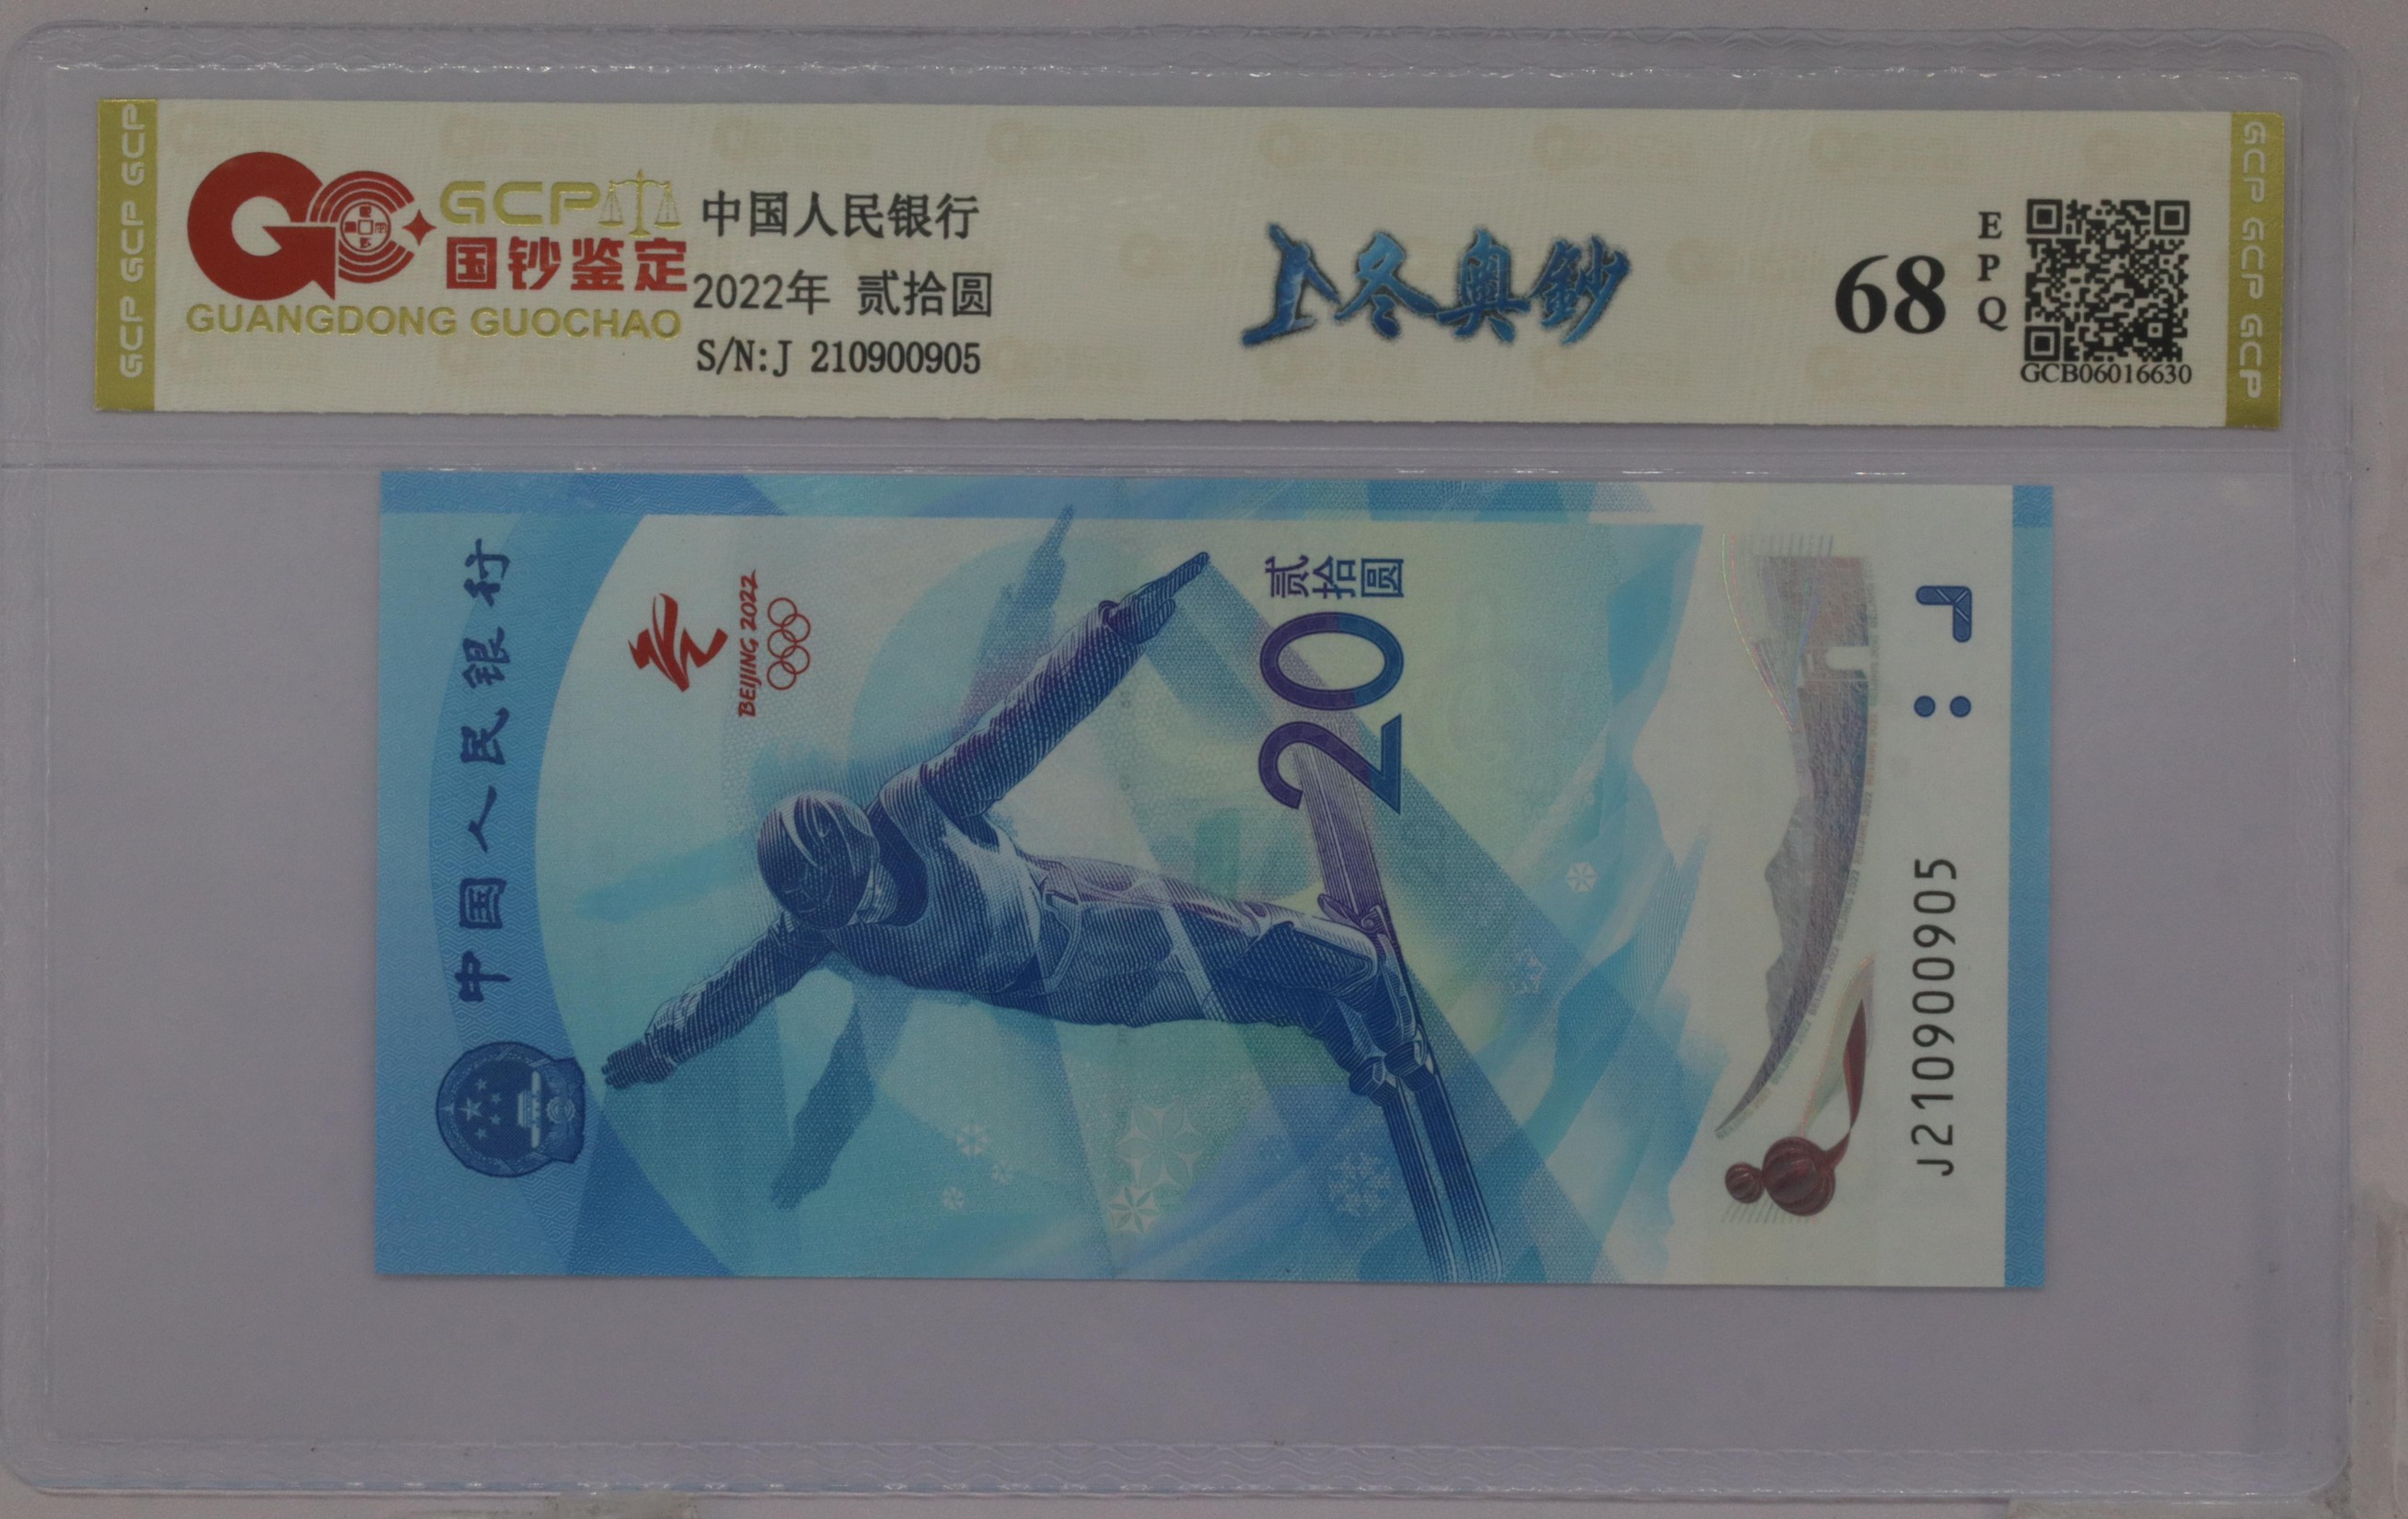 GCP GCP GCP
GCP
国钞鉴定
GUANGDONG GUOCHAO
中国人民银行
2022年 贰拾圆
S/N:J 210900905
冬奥鈔
68
EPQ
GCB06016630
GCP GCP GCP
中国人民银行
BEIJING 2022
贰拾圆
20
J210900905